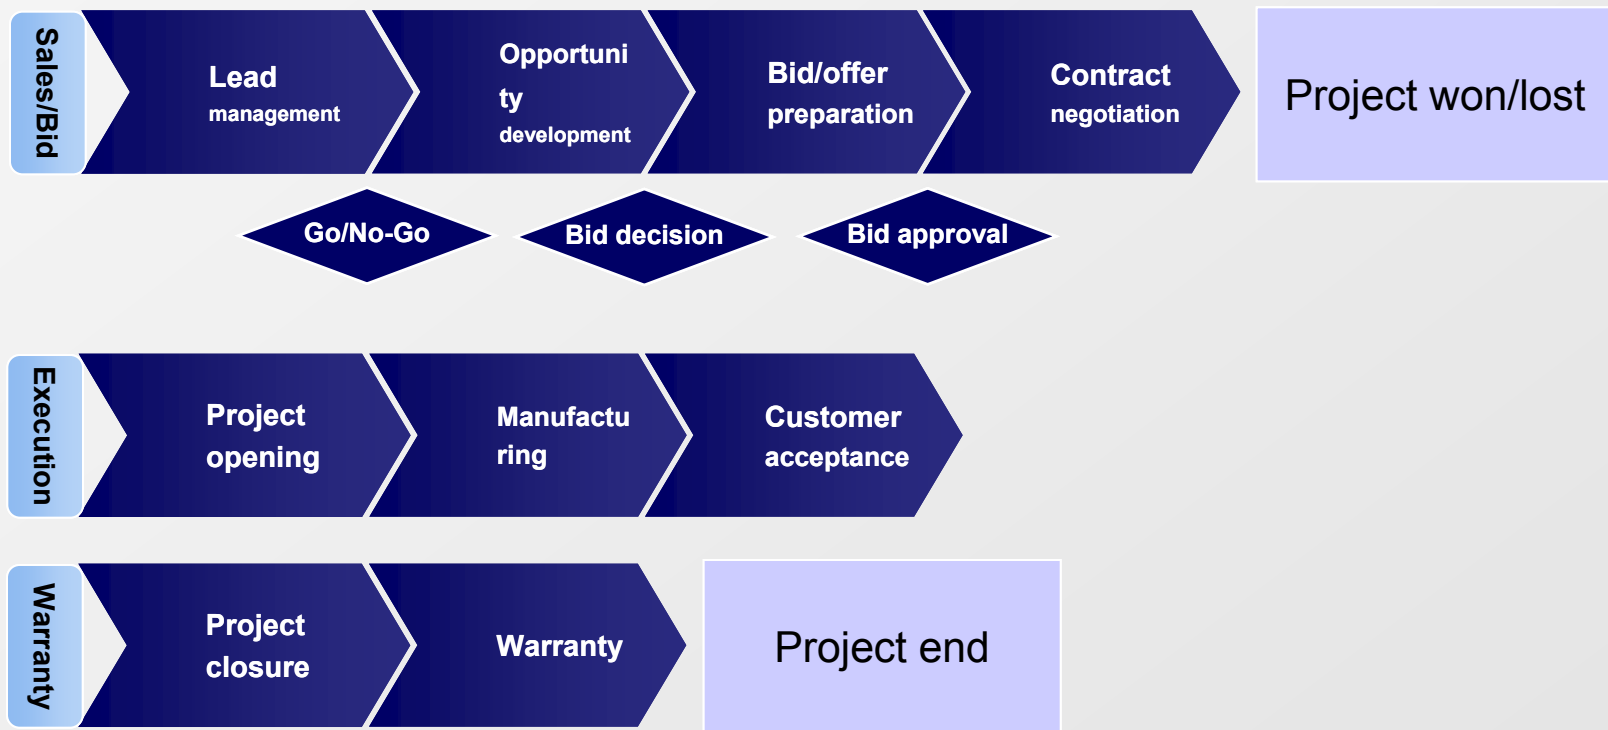 Sales/Bid
Lead
management
Opportuni
ty
development
Bid/offer
preparation
Contract
negotiation
Project won/lost
Go/No-Go
Bid decision
Bid approval
Execution
Project
opening
Manufactu
ring
Customer
acceptance
Warranty
Project
closure
Warranty
Project end